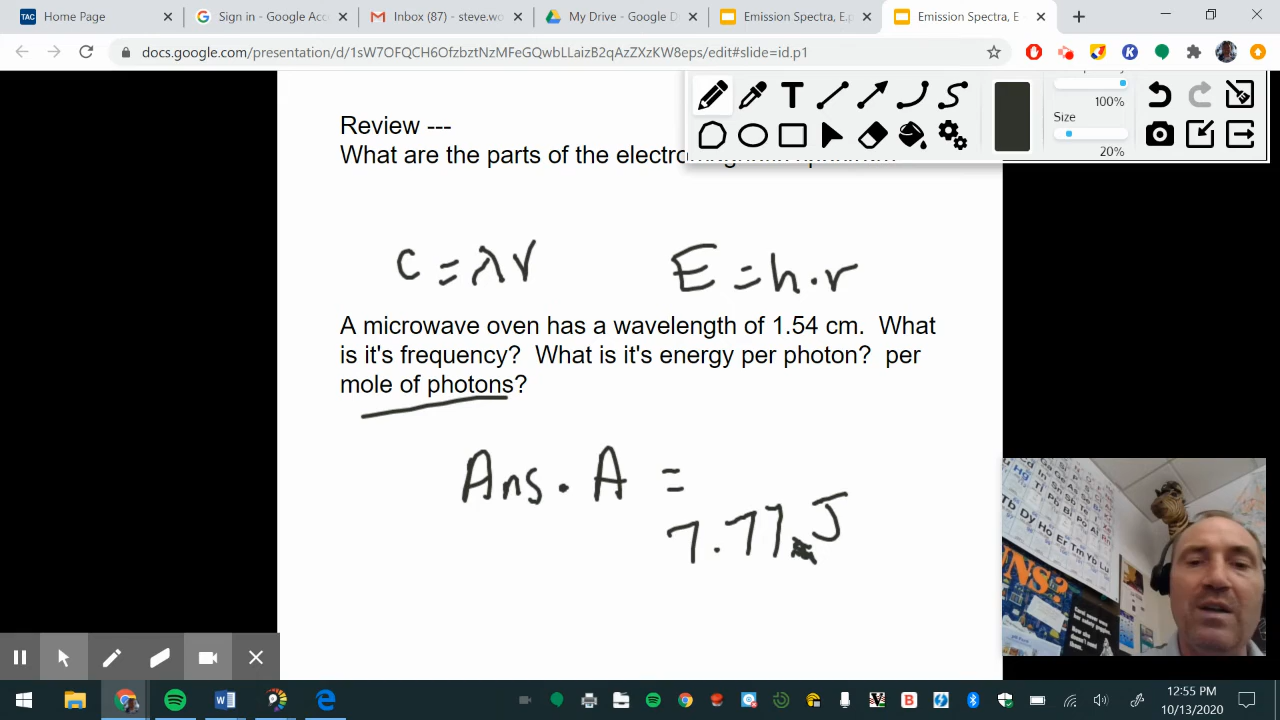 Home Page
Sign in - Google Acc
Inbox (87) - steve.wo
My Drive - Google D
Emission Spectra, E.p
Emission Spectra, E
docs.google.com/presentation/d/1sW7OFQCH6OfzbztNzMFeGQwbLLaizB2qAzZXzKW8eps/edit#slide=id.p1
100%
Size
20%
Review ---
What are the parts of the
c = λν
E = h·r
A microwave oven has a wavelength of 1.54 cm. What
is it's frequency? What is it's energy per photon? per
mole of photons?
Ans · A =
7.77 J
12:55 PM
10/13/2020